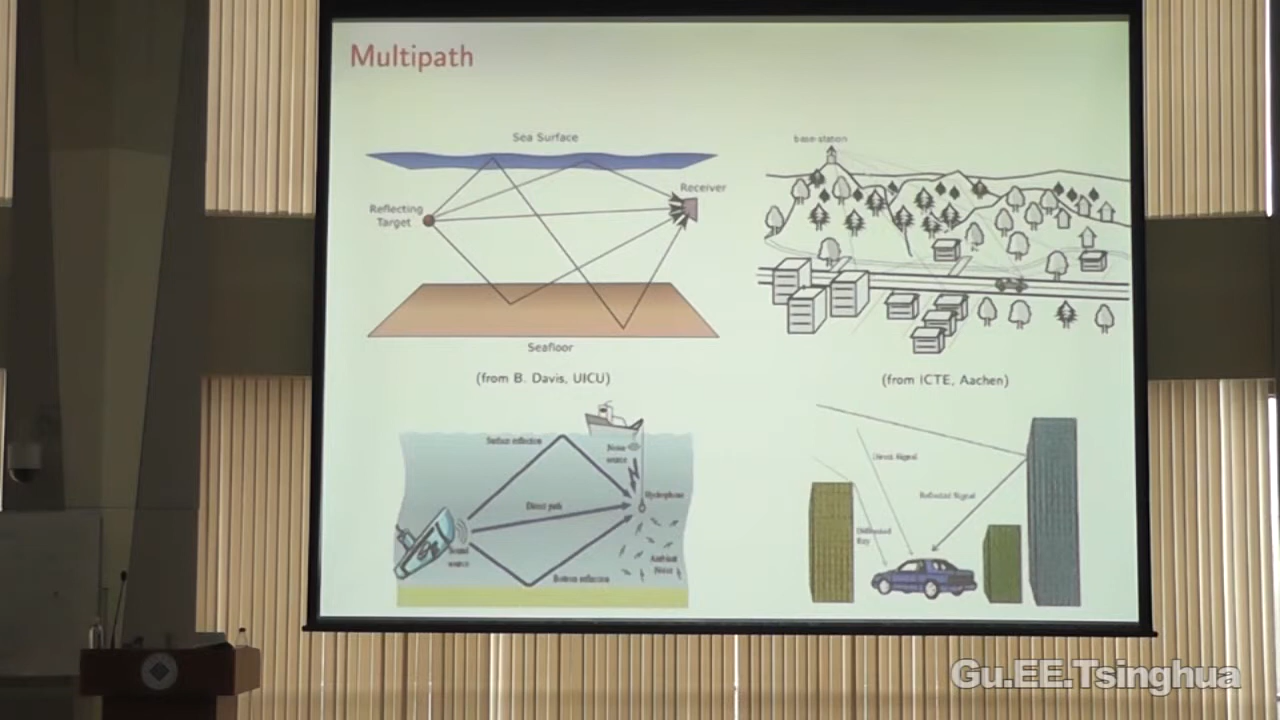 Multipath
Sea Surface
Reflecting
Target
Receiver
Seafloor
(from B. Davis, UICU)
base-station
(from ICTE, Aachen)
Surface reflection
Noise
source
Hydrophone
Direct path
Sound
source
Ambient
Noise
Bottom reflection
Direct Signal
Reflected Signal
Diffracted
Ray
Gu.EE.Tsinghua